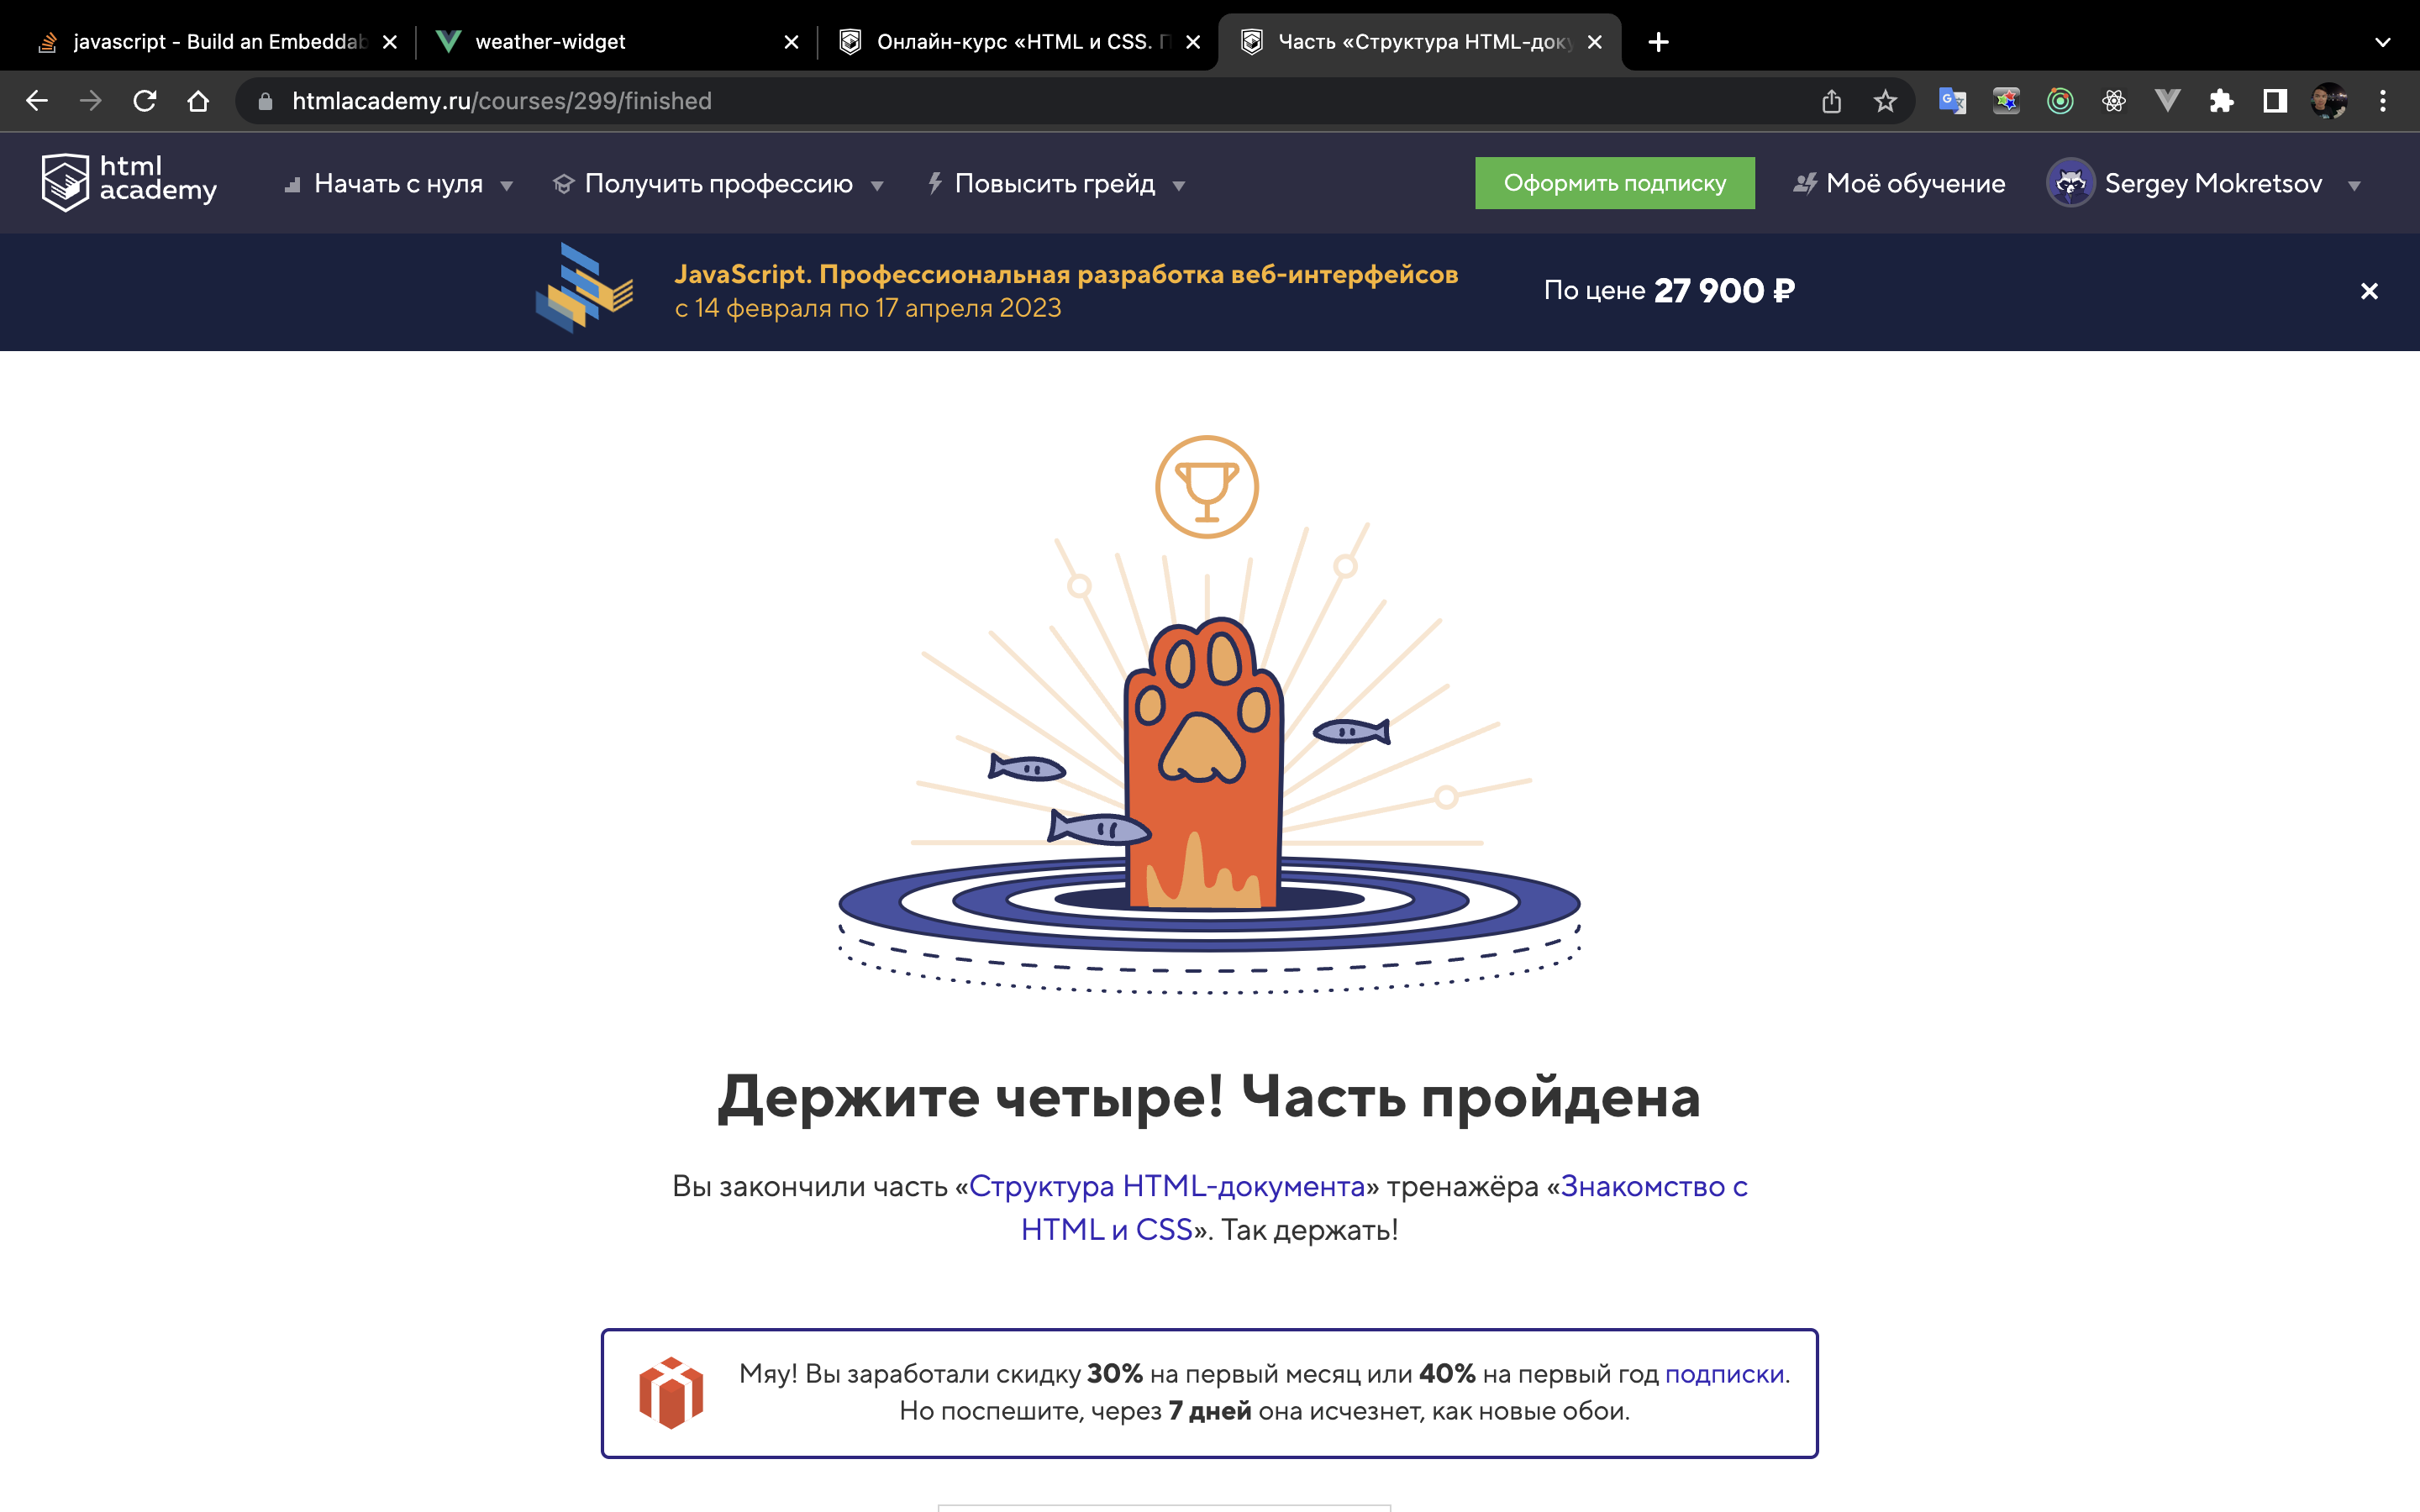 javascript - Build an Embeddab
weather-widget
Онлайн-курс «HTML и CSS. П
Часть «Структура HTML-доку
htmlacademy.ru/courses/299/finished
html
academy
Начать с нуля
Получить профессию
Повысить грейд
Оформить подписку
Моё обучение
Sergey Mokretsov
JavaScript. Профессиональная разработка веб-интерфейсов
с 14 февраля по 17 апреля 2023
По цене 27 900 ₽
Держите четыре! Часть пройдена
Вы закончили часть «Структура HTML-документа» тренажёра «Знакомство с
HTML и CSS». Так держать!
Мяу! Вы заработали скидку 30% на первый месяц или 40% на первый год подписки.
Но поспешите, через 7 дней она исчезнет, как новые обои.